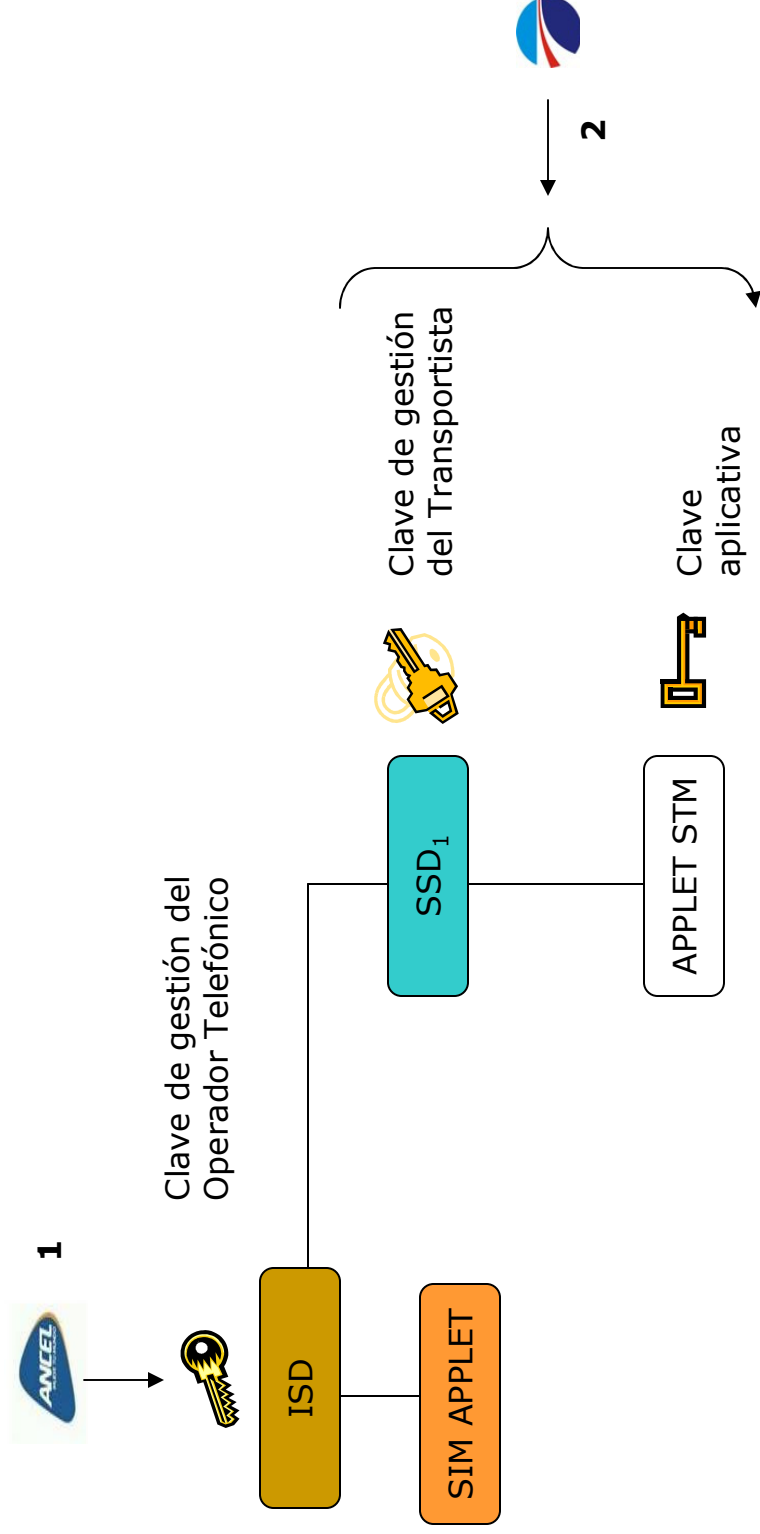 ANCEL
1
Clave de gestión del
Operador Telefónico
ISD
SIM APPLET
SSD1
APPLET STM
Clave de gestión
del Transportista
Clave
aplicativa
2